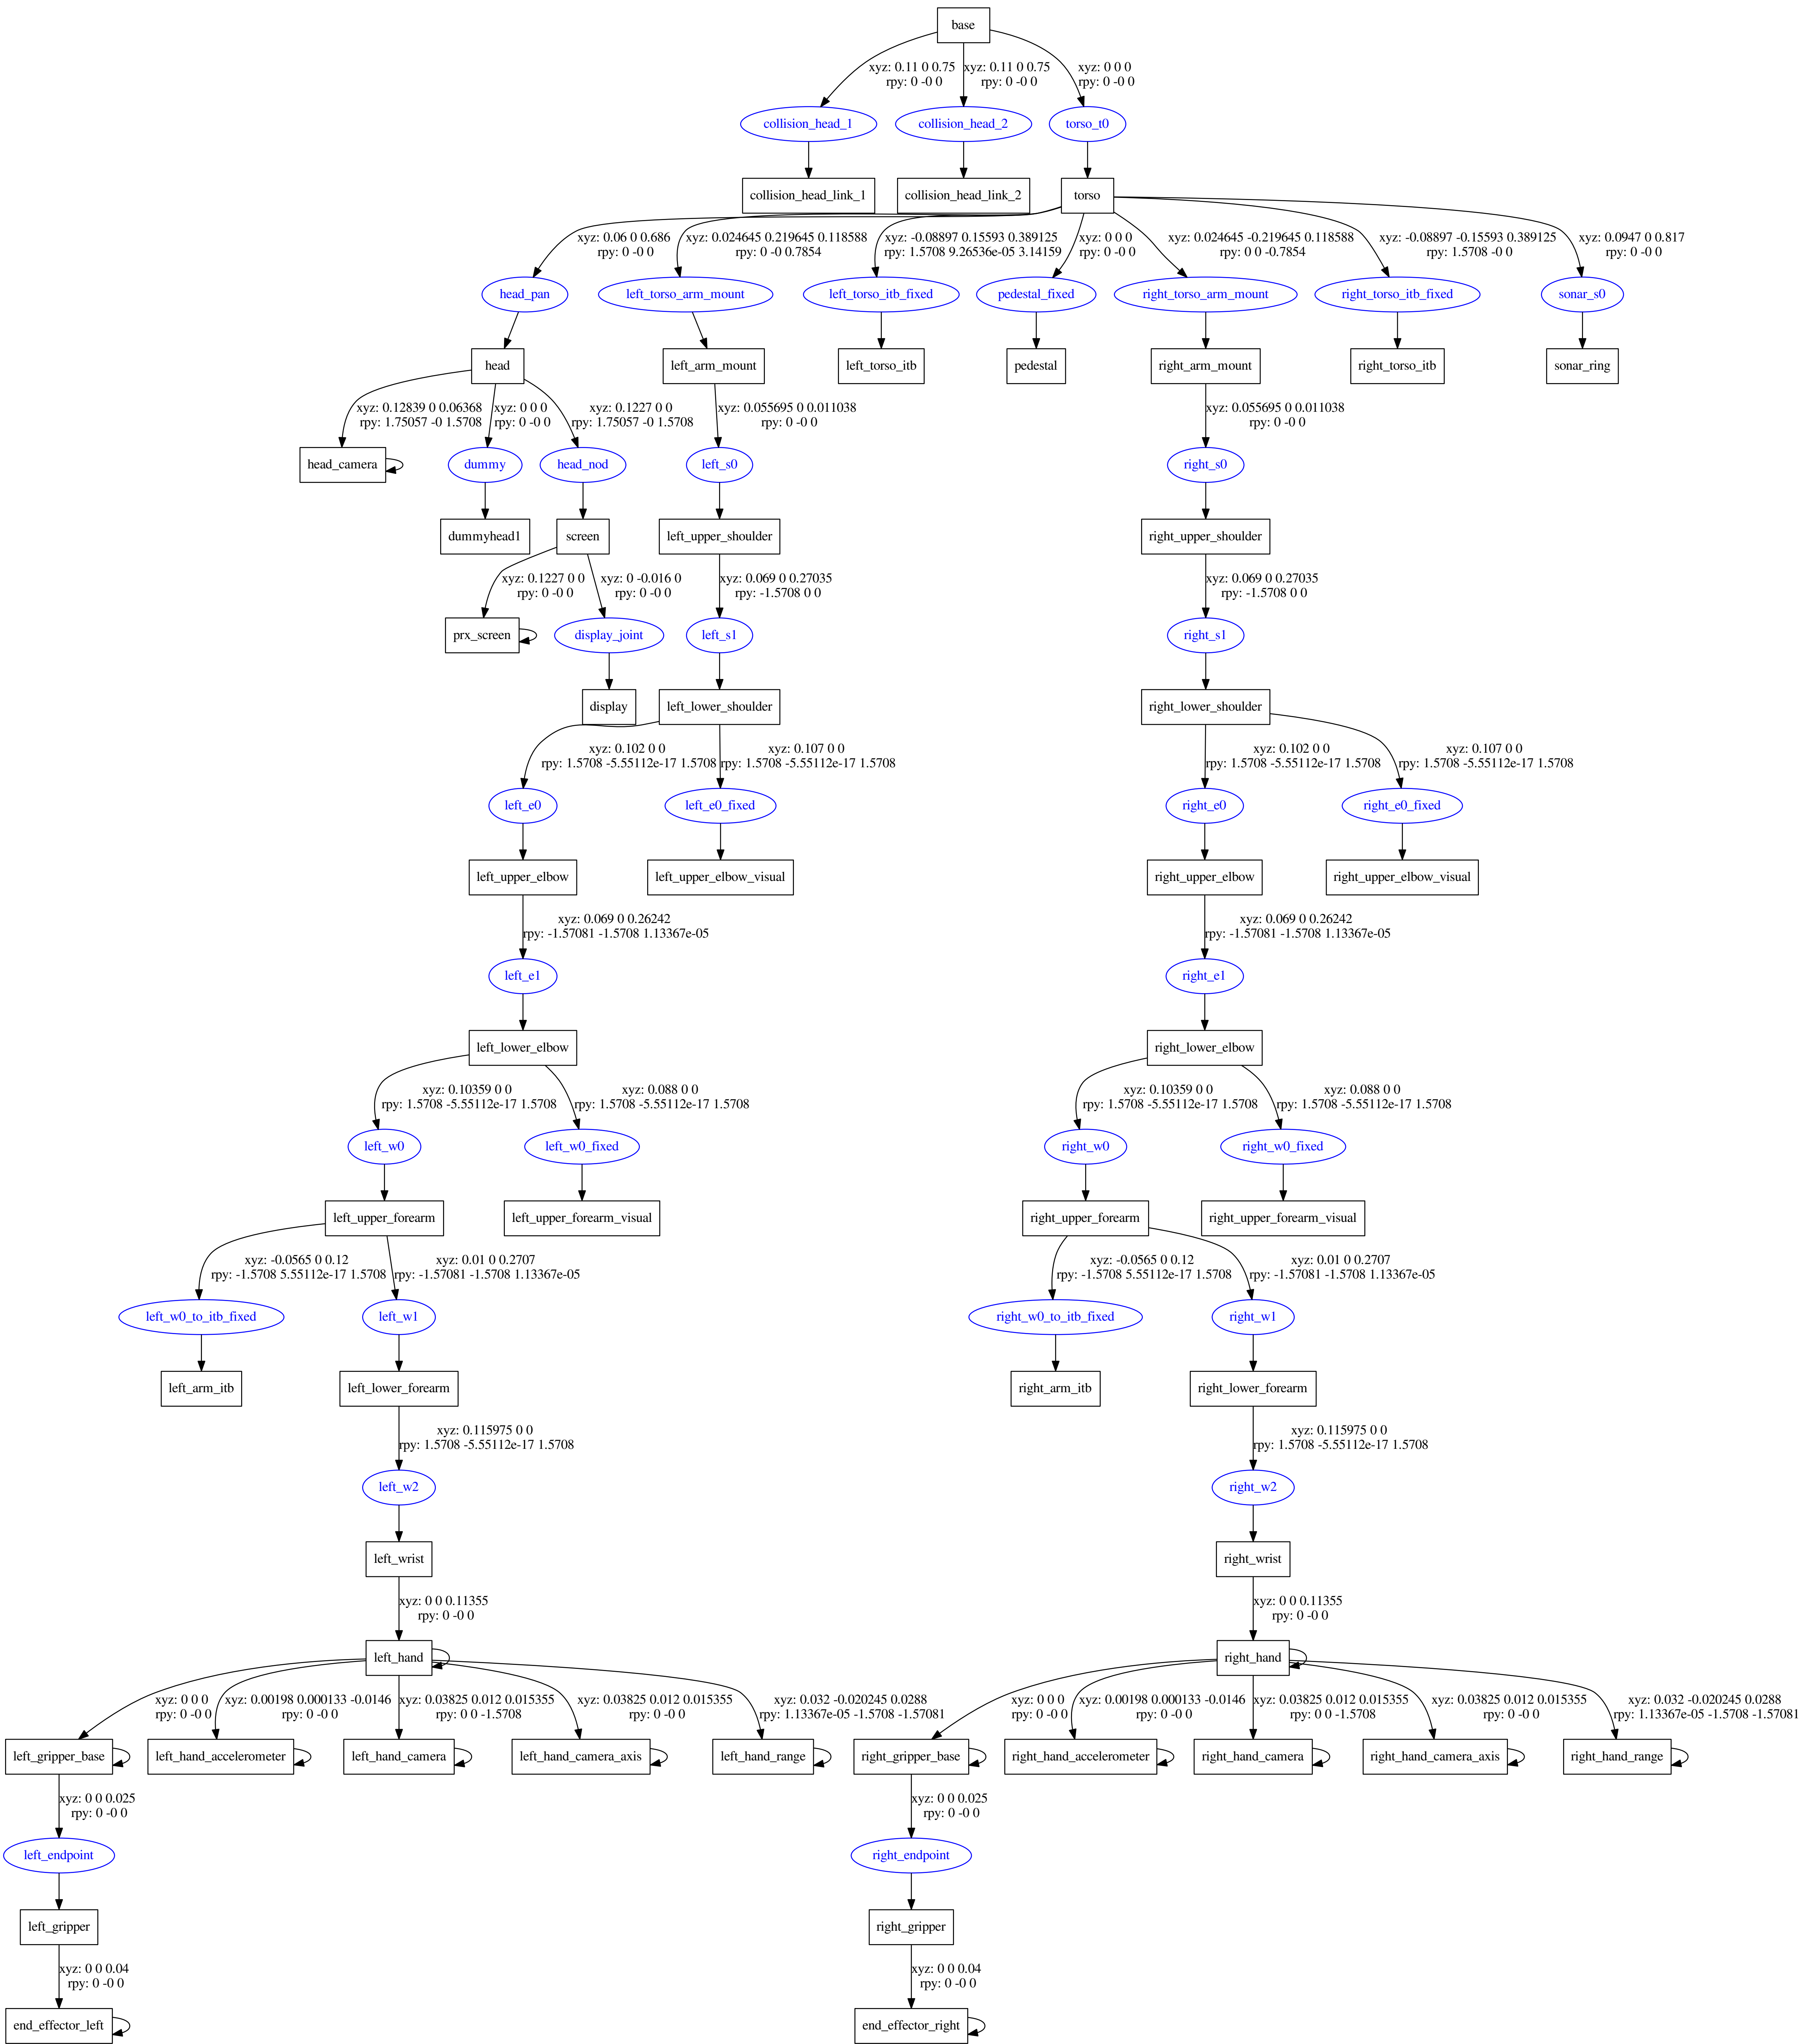 base
xyz: 0.11 0 0.75
rpy: 0 -0 0
xyz: 0.11 0 0.75
rpy: 0 -0 0
xyz: 0 0 0
rpy: 0 -0 0
collision_head_1
collision_head_2
torso_t0
collision_head_link_1
collision_head_link_2
torso
xyz: 0.06 0 0.686
rpy: 0 -0 0
xyz: 0.024645 0.219645 0.118588
rpy: 0 -0 0.7854
xyz: -0.08897 0.15593 0.389125
rpy: 1.5708 9.26536e-05 3.14159
xyz: 0 0 0
rpy: 0 -0 0
xyz: 0.024645 -0.219645 0.118588
rpy: 0 0 -0.7854
xyz: -0.08897 -0.15593 0.389125
rpy: 1.5708 -0 0
xyz: 0.0947 0 0.817
rpy: 0 -0 0
head_pan
left_torso_arm_mount
left_torso_itb_fixed
pedestal_fixed
right_torso_arm_mount
right_torso_itb_fixed
sonar_s0
head
left_arm_mount
left_torso_itb
pedestal
right_arm_mount
right_torso_itb
sonar_ring
xyz: 0.12839 0 0.06368
rpy: 1.75057 -0 1.5708
xyz: 0 0 0
rpy: 0 -0 0
xyz: 0.1227 0 0
rpy: 1.75057 -0 1.5708
xyz: 0.055695 0 0.011038
rpy: 0 -0 0
xyz: 0.055695 0 0.011038
rpy: 0 -0 0
head_camera
dummy
head_nod
left_s0
right_s0
dummyhead1
screen
left_upper_shoulder
right_upper_shoulder
xyz: 0.1227 0 0
rpy: 0 -0 0
xyz: 0 -0.016 0
rpy: 0 -0 0
xyz: 0.069 0 0.27035
rpy: -1.5708 0 0
xyz: 0.069 0 0.27035
rpy: -1.5708 0 0
prx_screen
display_joint
left_s1
right_s1
display
left_lower_shoulder
right_lower_shoulder
xyz: 0.102 0 0
rpy: 1.5708 -5.55112e-17 1.5708
xyz: 0.107 0 0
rpy: 1.5708 -5.55112e-17 1.5708
xyz: 0.102 0 0
rpy: 1.5708 -5.55112e-17 1.5708
xyz: 0.107 0 0
rpy: 1.5708 -5.55112e-17 1.5708
left_e0
left_e0_fixed
right_e0
right_e0_fixed
left_upper_elbow
left_upper_elbow_visual
right_upper_elbow
right_upper_elbow_visual
xyz: 0.069 0 0.26242
rpy: -1.57081 -1.5708 1.13367e-05
xyz: 0.069 0 0.26242
rpy: -1.57081 -1.5708 1.13367e-05
left_e1
right_e1
left_lower_elbow
right_lower_elbow
xyz: 0.10359 0 0
rpy: 1.5708 -5.55112e-17 1.5708
xyz: 0.088 0 0
rpy: 1.5708 -5.55112e-17 1.5708
xyz: 0.10359 0 0
rpy: 1.5708 -5.55112e-17 1.5708
xyz: 0.088 0 0
rpy: 1.5708 -5.55112e-17 1.5708
left_w0
left_w0_fixed
right_w0
right_w0_fixed
left_upper_forearm
left_upper_forearm_visual
right_upper_forearm
right_upper_forearm_visual
xyz: -0.0565 0 0.12
rpy: -1.5708 5.55112e-17 1.5708
xyz: 0.01 0 0.2707
rpy: -1.57081 -1.5708 1.13367e-05
xyz: -0.0565 0 0.12
rpy: -1.5708 5.55112e-17 1.5708
xyz: 0.01 0 0.2707
rpy: -1.57081 -1.5708 1.13367e-05
left_w0_to_itb_fixed
left_w1
right_w0_to_itb_fixed
right_w1
left_arm_itb
left_lower_forearm
right_arm_itb
right_lower_forearm
xyz: 0.115975 0 0
rpy: 1.5708 -5.55112e-17 1.5708
xyz: 0.115975 0 0
rpy: 1.5708 -5.55112e-17 1.5708
left_w2
right_w2
left_wrist
right_wrist
xyz: 0 0 0.11355
rpy: 0 -0 0
xyz: 0 0 0.11355
rpy: 0 -0 0
left_hand
right_hand
xyz: 0 0 0
rpy: 0 -0 0
xyz: 0.00198 0.000133 -0.0146
rpy: 0 -0 0
xyz: 0.03825 0.012 0.015355
rpy: 0 0 -1.5708
xyz: 0.03825 0.012 0.015355
rpy: 0 -0 0
xyz: 0.032 -0.020245 0.0288
rpy: 1.13367e-05 -1.5708 -1.57081
xyz: 0 0 0
rpy: 0 -0 0
xyz: 0.00198 0.000133 -0.0146
rpy: 0 -0 0
xyz: 0.03825 0.012 0.015355
rpy: 0 0 -1.5708
xyz: 0.03825 0.012 0.015355
rpy: 0 -0 0
xyz: 0.032 -0.020245 0.0288
rpy: 1.13367e-05 -1.5708 -1.57081
left_gripper_base
left_hand_accelerometer
left_hand_camera
left_hand_camera_axis
left_hand_range
right_gripper_base
right_hand_accelerometer
right_hand_camera
right_hand_camera_axis
right_hand_range
xyz: 0 0 0.025
rpy: 0 -0 0
xyz: 0 0 0.025
rpy: 0 -0 0
left_endpoint
right_endpoint
left_gripper
right_gripper
xyz: 0 0 0.04
rpy: 0 -0 0
xyz: 0 0 0.04
rpy: 0 -0 0
end_effector_left
end_effector_right